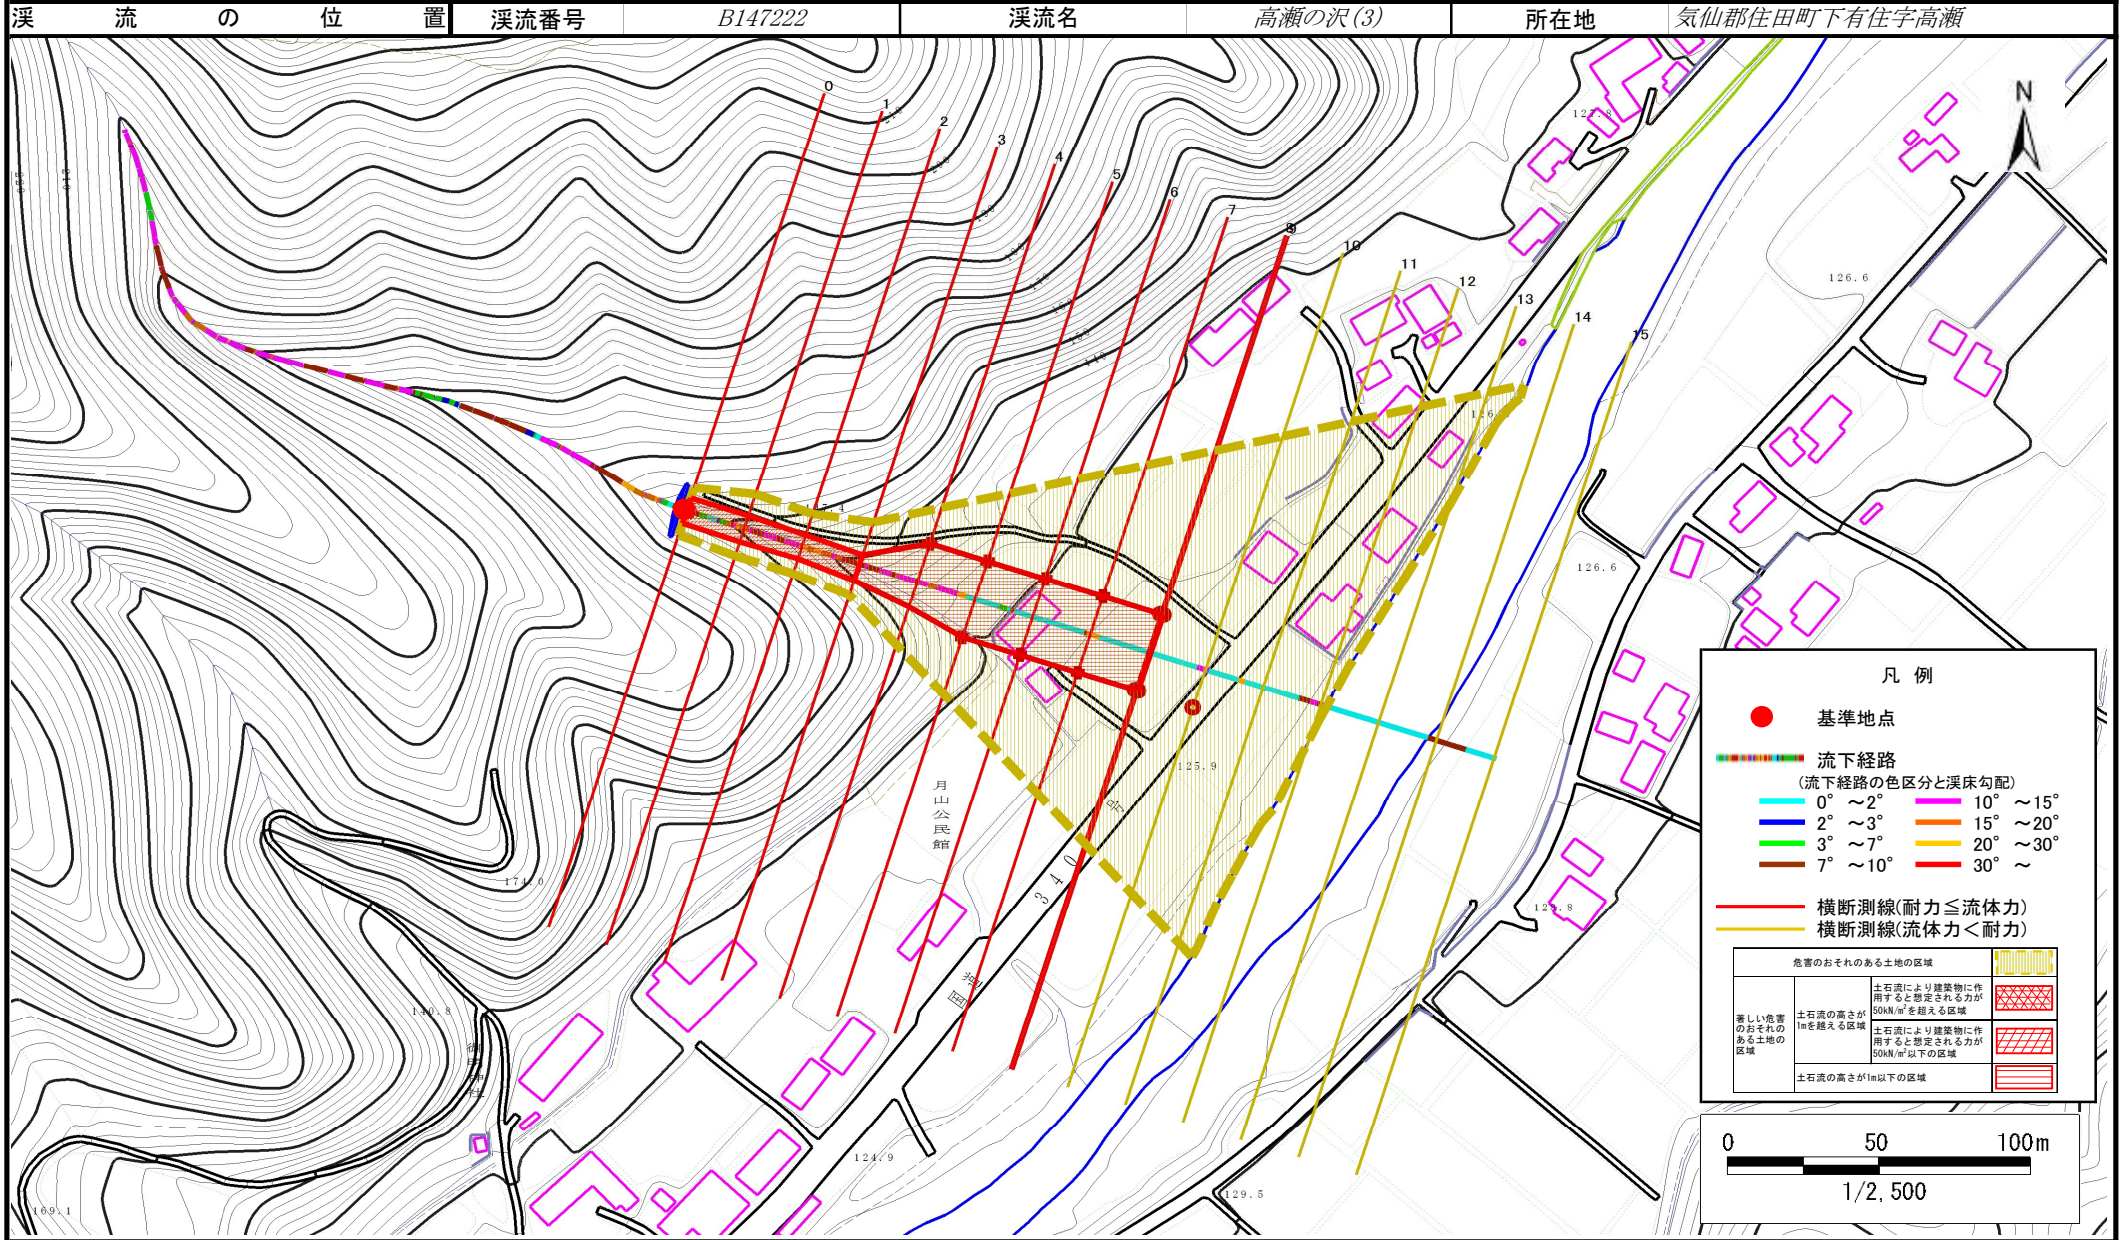 渓流の位置 渓流番号 B147222 渓流名 高瀬の沢(3) 所在地 気仙郡住田町下有住字高瀬
N
0
1
2
3
4
5
6
7
9
10
11
12
13
14
15
126.6
126.6
125.9
月山公民館
340
号
174.0
140.8
124.9
129.5
169.1
凡例
基準地点
流下経路
(流下経路の色区分と渓床勾配)
0° ~2° 10° ~15°
2° ~3° 15° ~20°
3° ~7° 20° ~30°
7° ~10° 30° ~
横断測線(耐力≦流体力)
横断測線(流体力<耐力)
危害のおそれのある土地の区域
著しい危害
のおそれの
ある土地の
区域
土石流の高さが
1mを越える区域
土石流により建築物に作
用すると想定される力が
50kN/m²を超える区域
土石流により建築物に作
用すると想定される力が
50kN/m²以下の区域
土石流の高さが1m以下の区域
0 50 100m
1/2,500